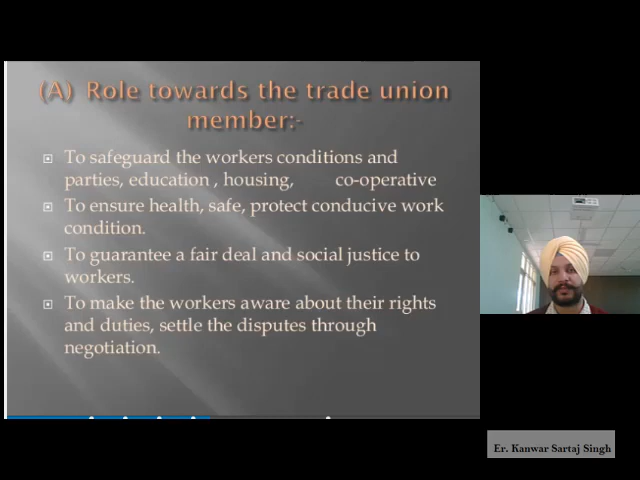 (A) Role towards the trade union
member:-
To safeguard the workers conditions and
parties, education , housing, co-operative
To ensure health, safe, protect conducive work
condition.
To guarantee a fair deal and social justice to
workers.
To make the workers aware about their rights
and duties, settle the disputes through
negotiation.
Er. Kanwar Sartaj Singh